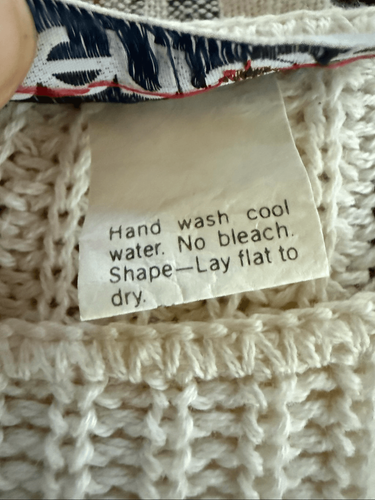 Hand wash cool
water. No bleach.
Shape—Lay flat to
dry.